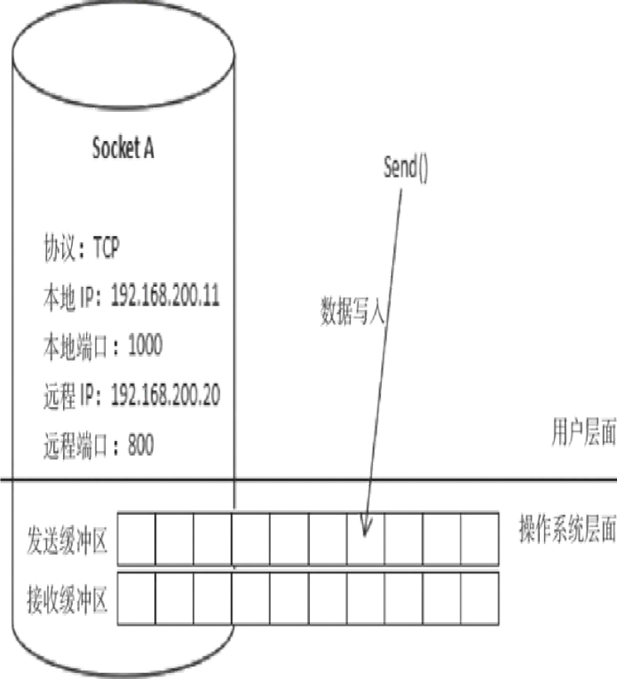 Socket A
Send()
协议：TCP
本地 IP：192.168.200.11
数据写入
本地端口：1000
远程 IP：192.168.200.20
远程端口：800
用户层面
操作系统层面
发送缓冲区
接收缓冲区